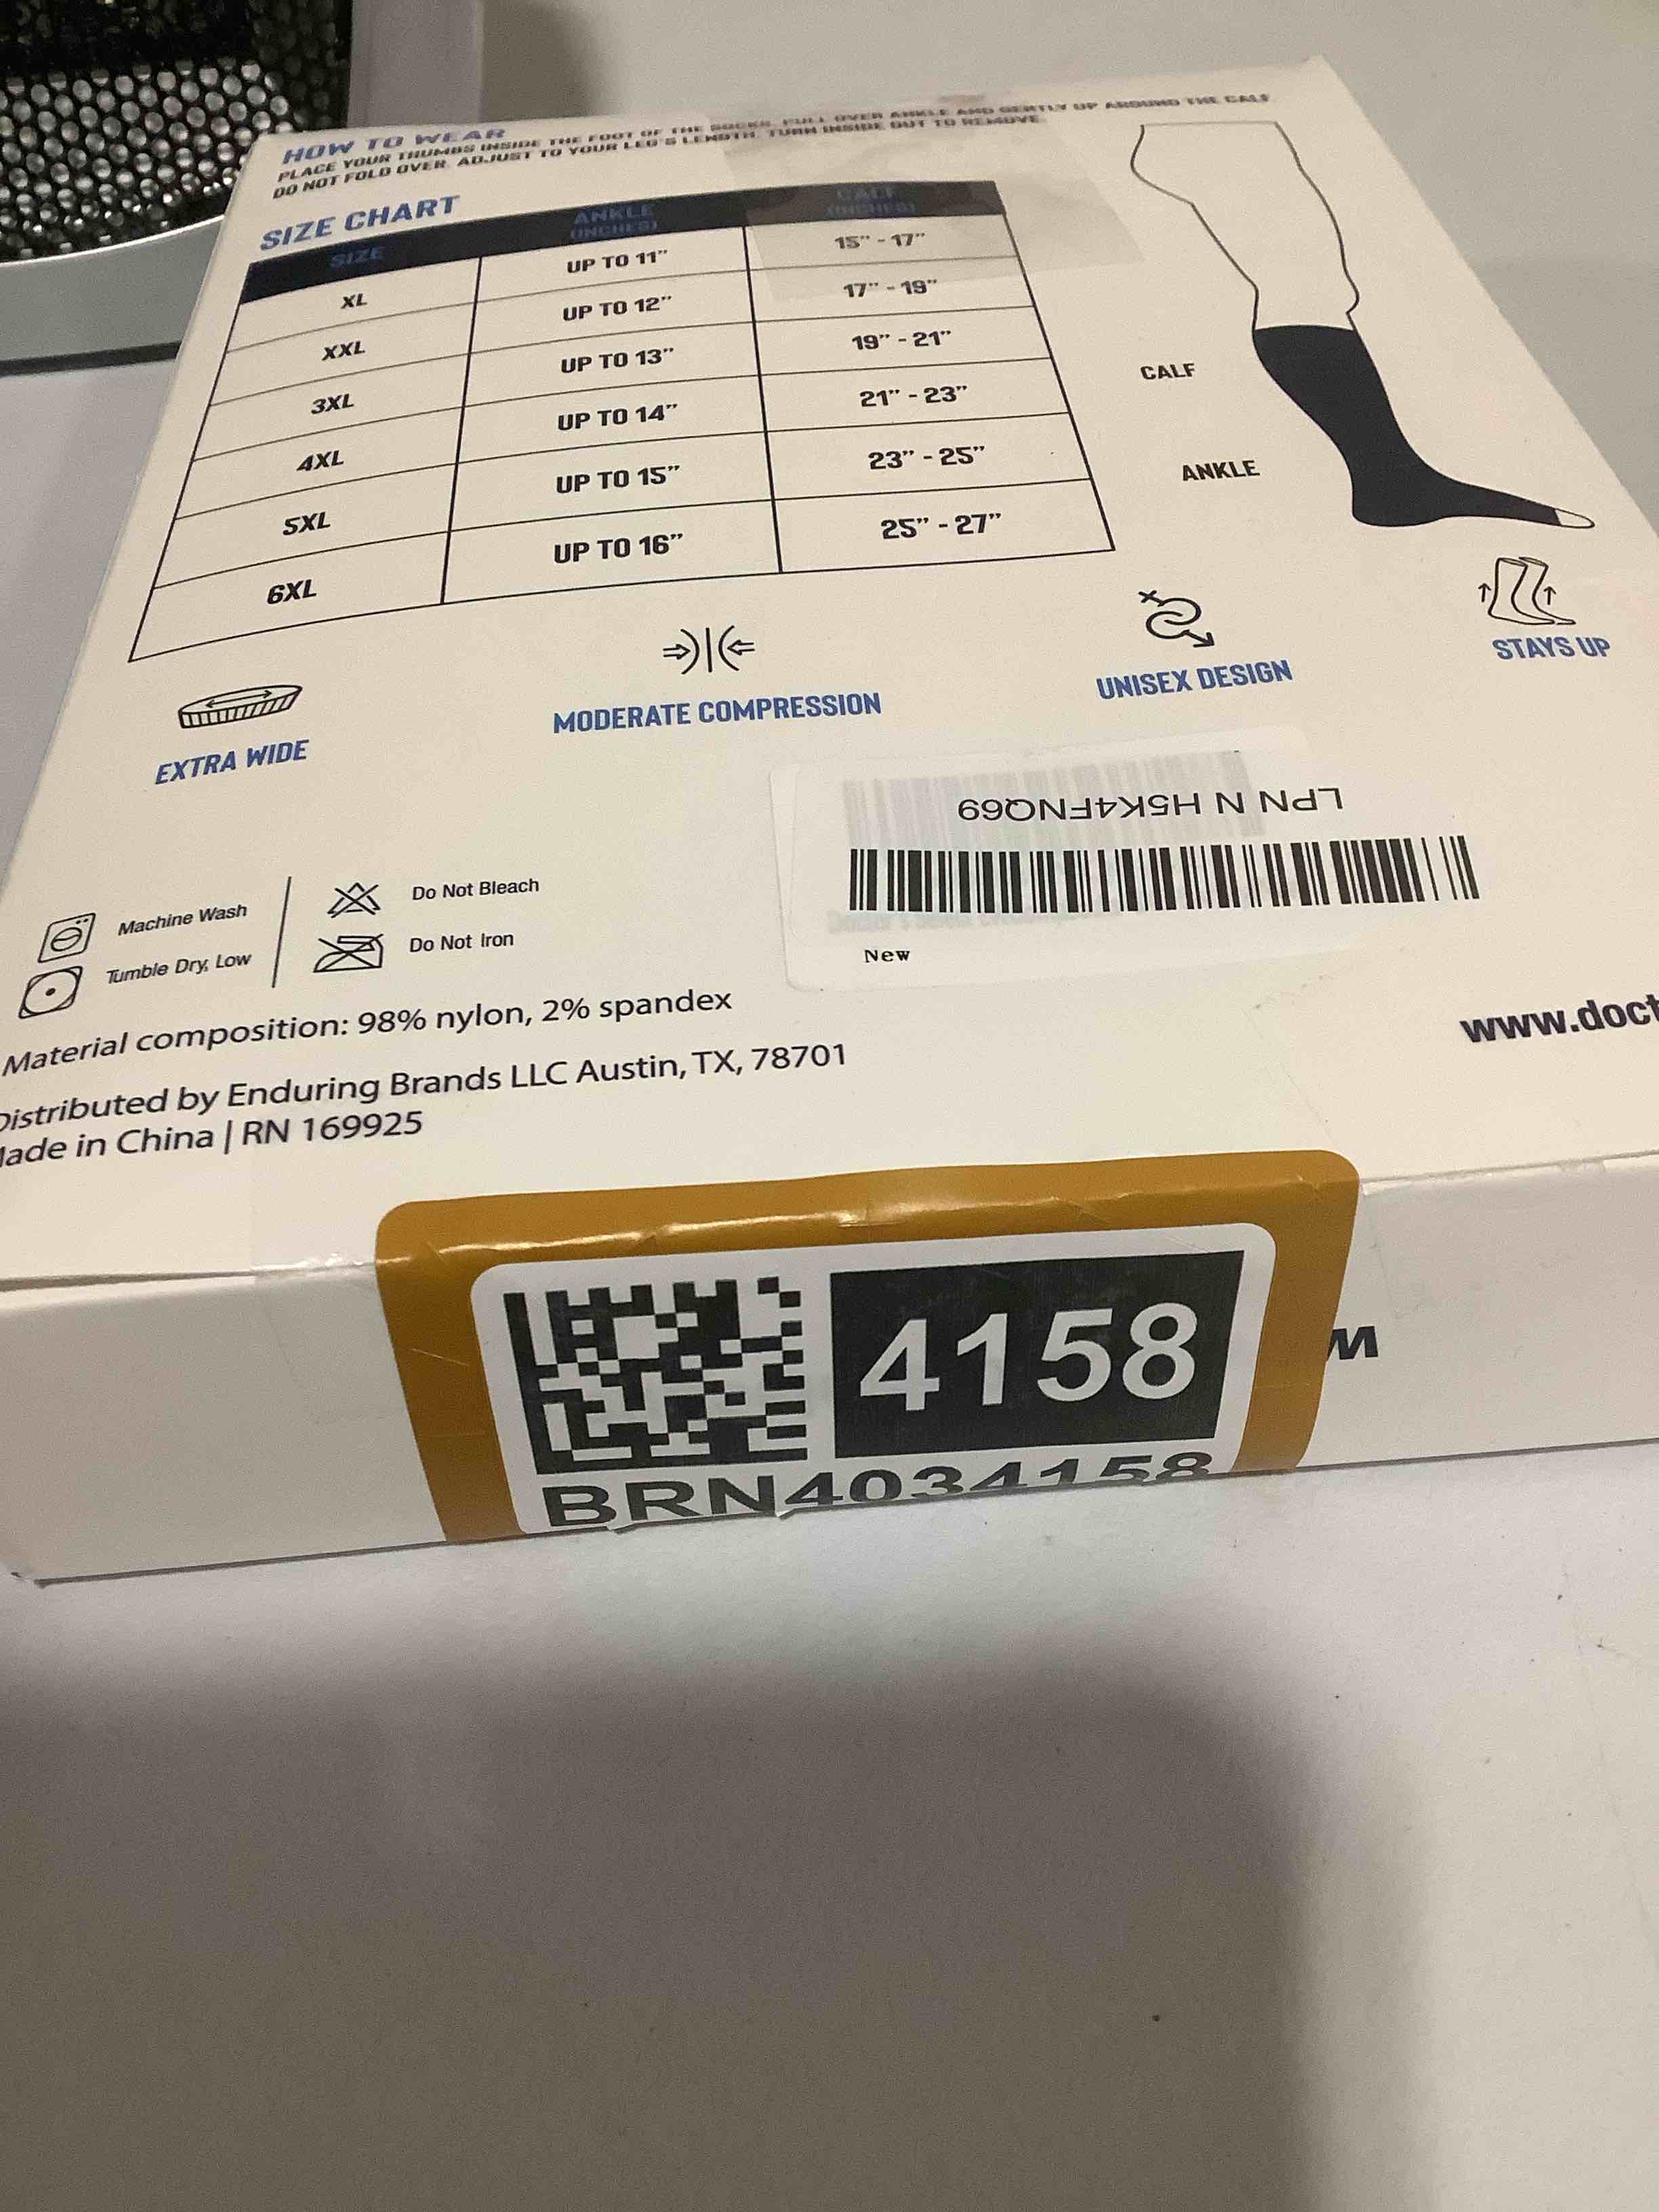 HOW TO WEAR
PLACE YOUR THUMBS INSIDE THE FOOT OF THE SOCKS. PULL OVER ANKLE AND GENTLY UP AROUND THE CALF.
DO NOT FOLD OVER. ADJUST TO YOUR LEG'S LENGTH. TURN INSIDE OUT TO REMOVE.
SIZE CHART
SIZE ANKLE (INCHES) CALF (INCHES)
XL UP TO 11" 15" - 17"
XXL UP TO 12" 17" - 19"
3XL UP TO 13" 19" - 21"
4XL UP TO 14" 21" - 23"
5XL UP TO 15" 23" - 25"
6XL UP TO 16" 25" - 27"
CALF
ANKLE
EXTRA WIDE
MODERATE COMPRESSION
UNISEX DESIGN
STAYS UP
LPN N H5K4FNQ69
New
Machine Wash
Tumble Dry, Low
Do Not Bleach
Do Not Iron
Material composition: 98% nylon, 2% spandex
Distributed by Enduring Brands LLC Austin, TX, 78701
Made in China | RN 169925
www.doct
4158
BRN4034158
M